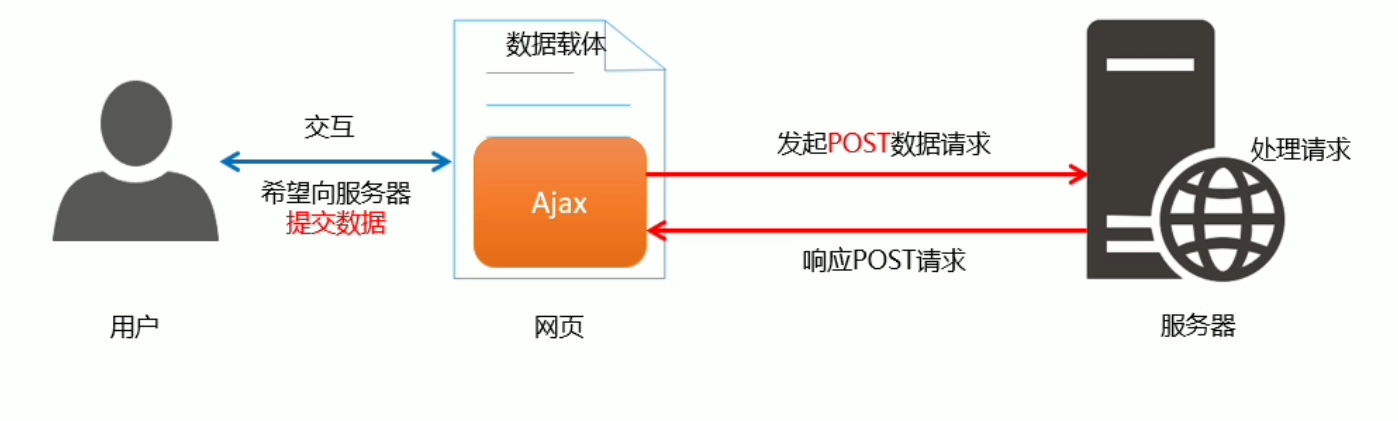 数据载体
交互
希望向服务器
提交数据
Ajax
发起POST数据请求
响应POST请求
处理请求
用户
网页
服务器